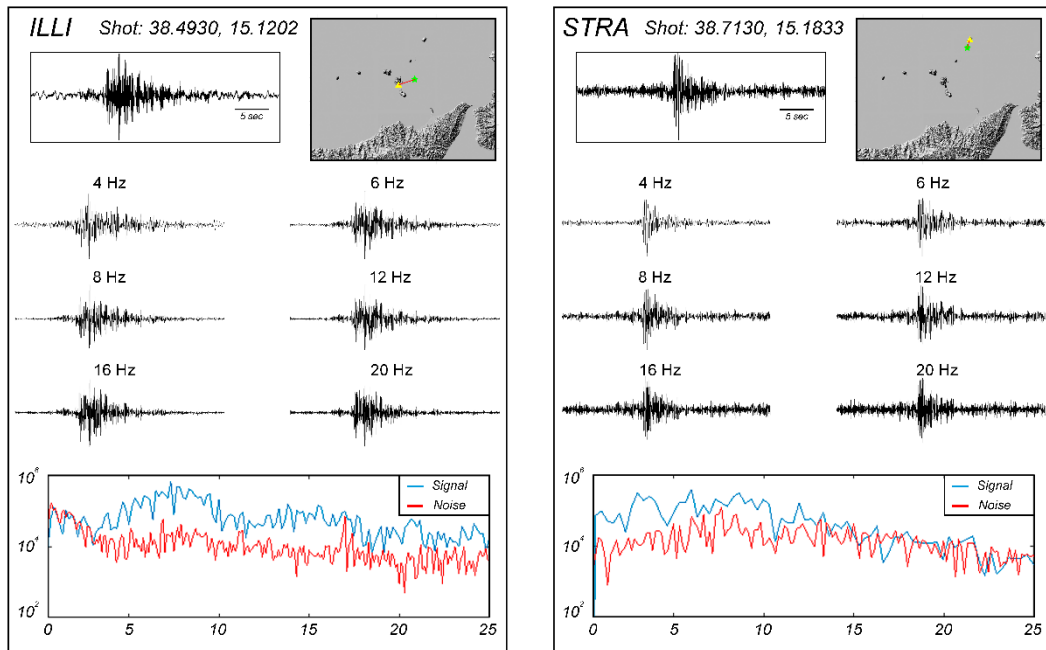 ILLI Shot: 38.4930, 15.1202
5 sec
4 Hz 6 Hz
8 Hz 12 Hz
16 Hz 20 Hz
10^6
Signal
Noise
10^4
10^2
0 5 10 15 20 25
STRA Shot: 38.7130, 15.1833
5 sec
4 Hz 6 Hz
8 Hz 12 Hz
16 Hz 20 Hz
10^6
Signal
Noise
10^4
10^2
0 5 10 15 20 25